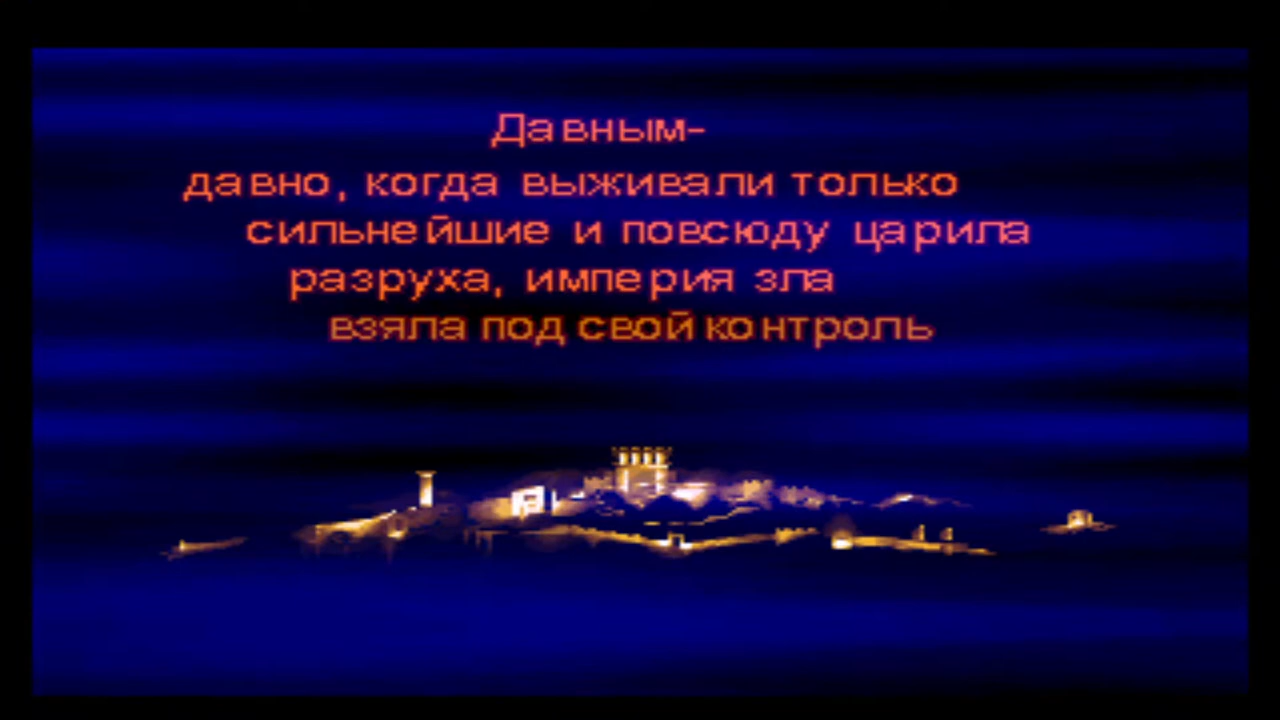 Давным-
давно, когда выживали только
сильнейшие и повсюду царила
разруха, империя зла
взяла под свой контроль